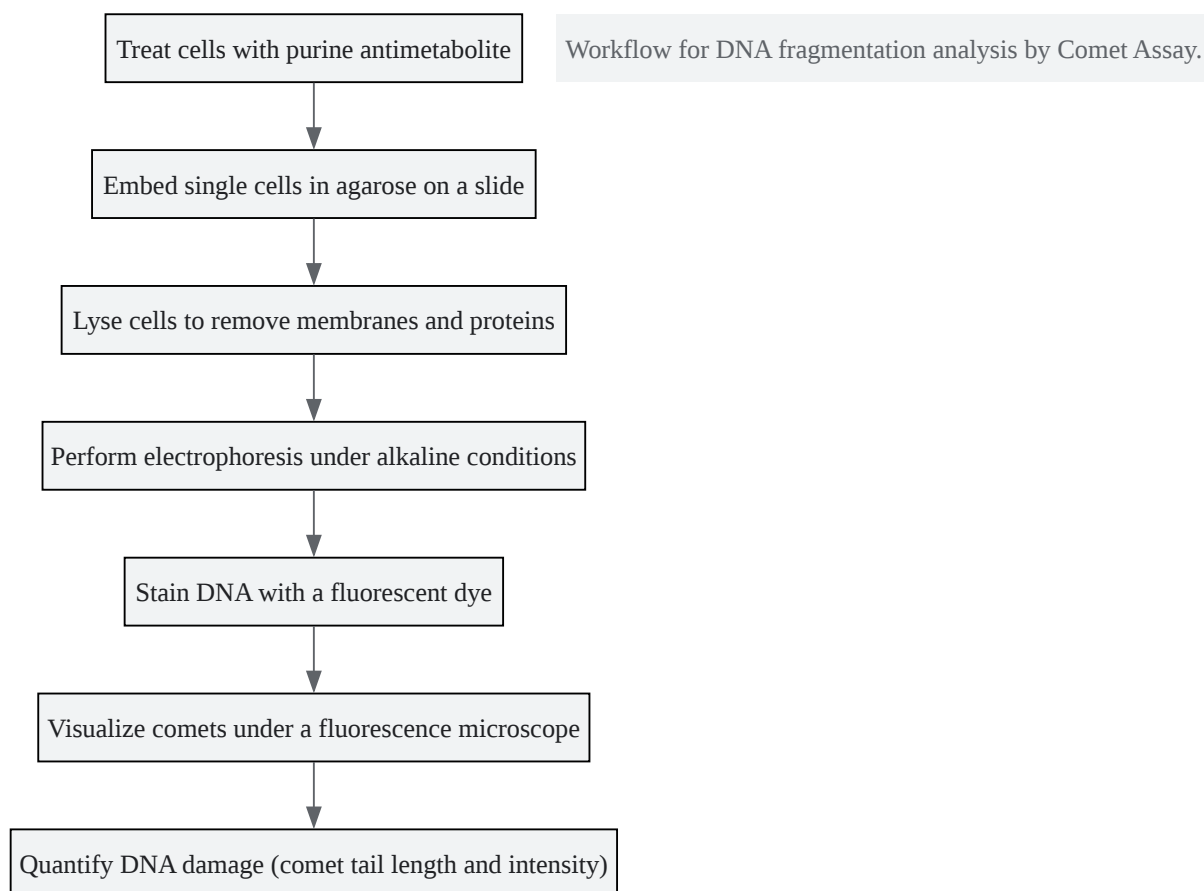 Treat cells with purine antimetabolite
Workflow for DNA fragmentation analysis by Comet Assay.
Embed single cells in agarose on a slide
Lyse cells to remove membranes and proteins
Perform electrophoresis under alkaline conditions
Stain DNA with a fluorescent dye
Visualize comets under a fluorescence microscope
Quantify DNA damage (comet tail length and intensity)